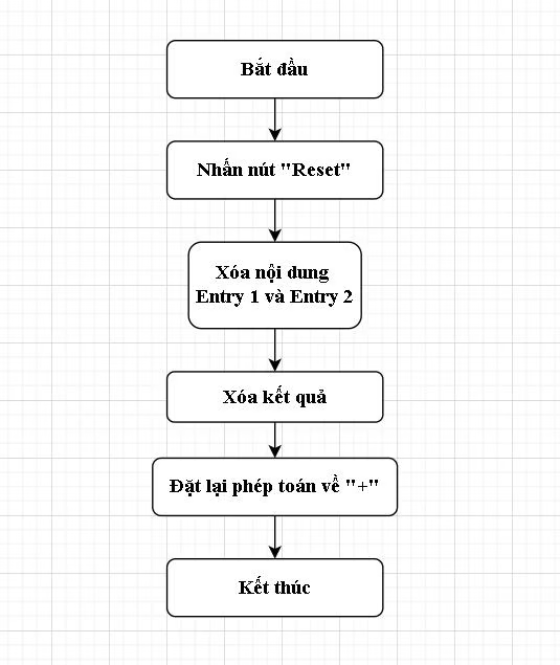 Bắt đầu
Nhấn nút "Reset"
Xóa nội dung
Entry 1 và Entry 2
Xóa kết quả
Đặt lại phép toán về "+"
Kết thúc